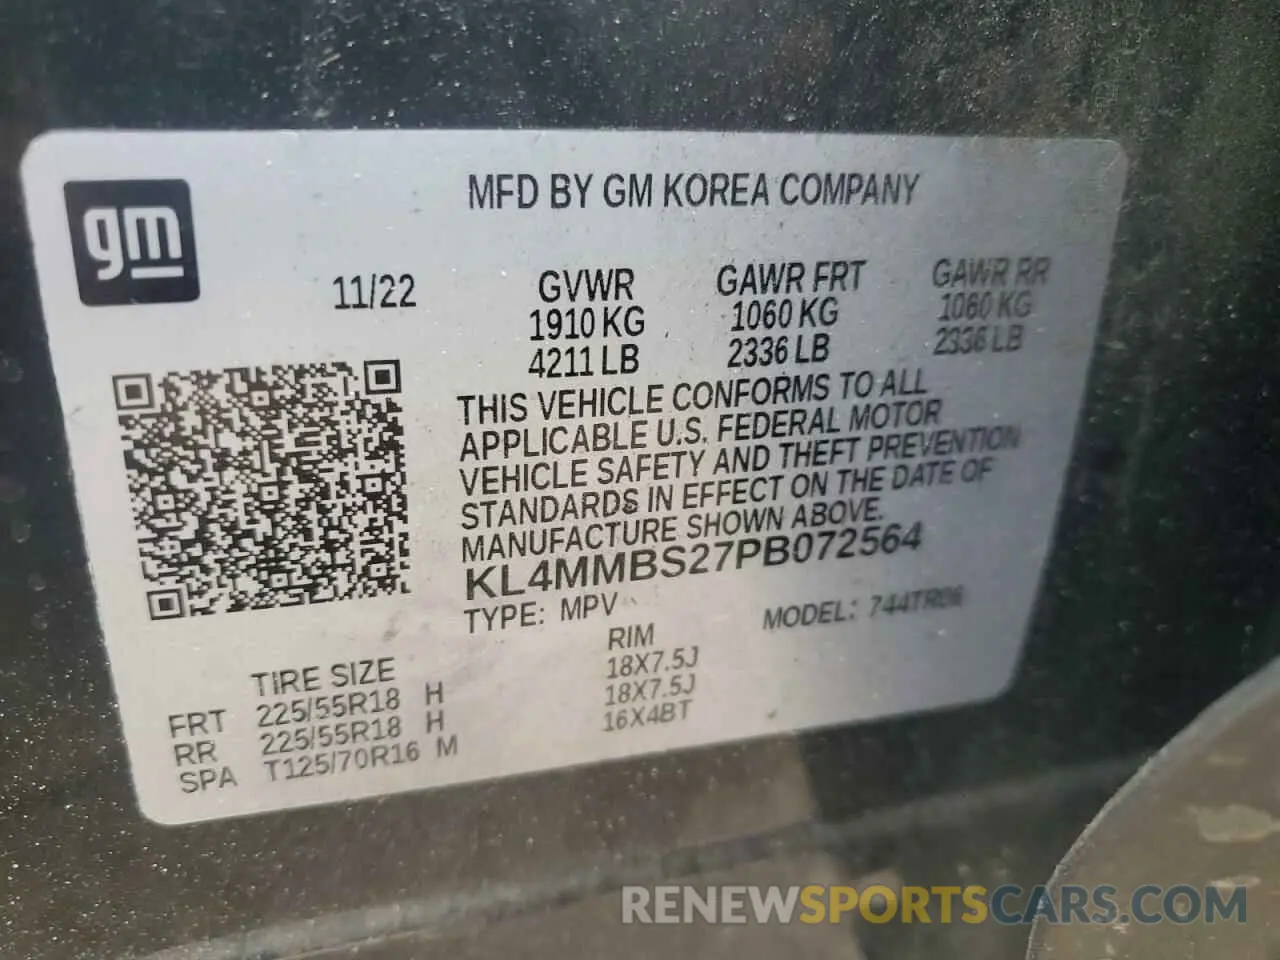 gm
MFD BY GM KOREA COMPANY
11/22 GVWR GAWR FRT GAWR RR
1910 KG 1060 KG 1060 KG
4211 LB 2336 LB 2336 LB
THIS VEHICLE CONFORMS TO ALL
APPLICABLE U.S. FEDERAL MOTOR
VEHICLE SAFETY AND THEFT PREVENTION
STANDARDS IN EFFECT ON THE DATE OF
MANUFACTURE SHOWN ABOVE.
KL4MMBS27PB072564
TYPE: MPV MODEL: 744TR06
TIRE SIZE RIM
FRT 225/55R18 H 18X7.5J
RR 225/55R18 H 18X7.5J
SPA T125/70R16 M 16X4BT
RENEWSPORTSCARS.COM